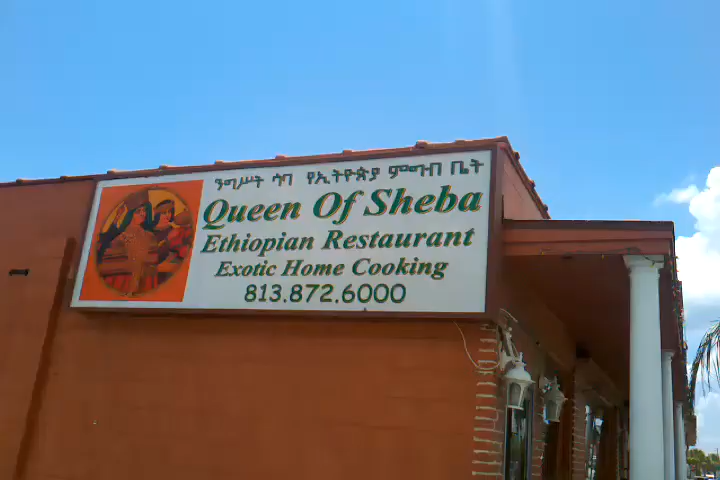 ንግሥት ሳባ የኢትዮጵያ ምግብ ቤት
Queen Of Sheba
Ethiopian Restaurant
Exotic Home Cooking
813.872.6000